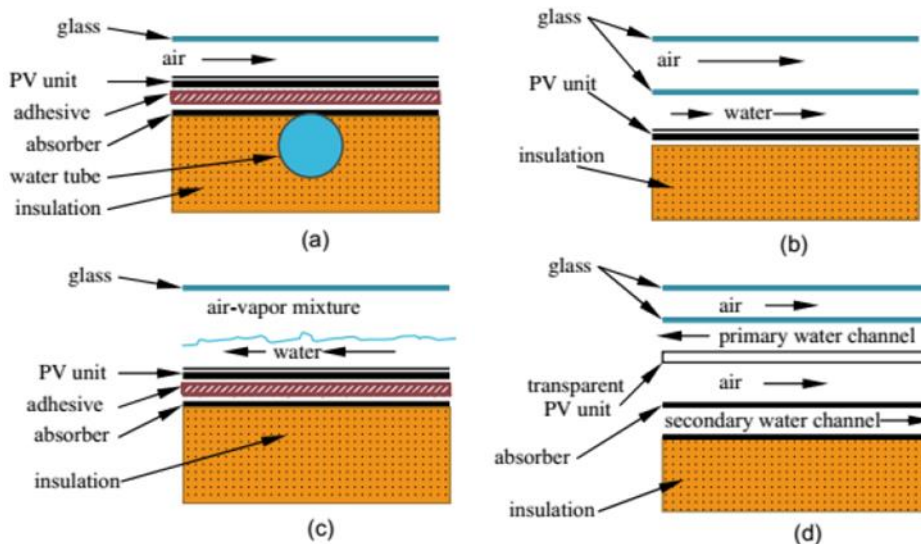 glass
air
PV unit
adhesive
absorber
water tube
insulation
(a)
glass
air
PV unit
water
insulation
(b)
glass
air-vapor mixture
water
PV unit
adhesive
absorber
insulation
(c)
glass
air
primary water channel
transparent
PV unit
air
secondary water channel
absorber
insulation
(d)